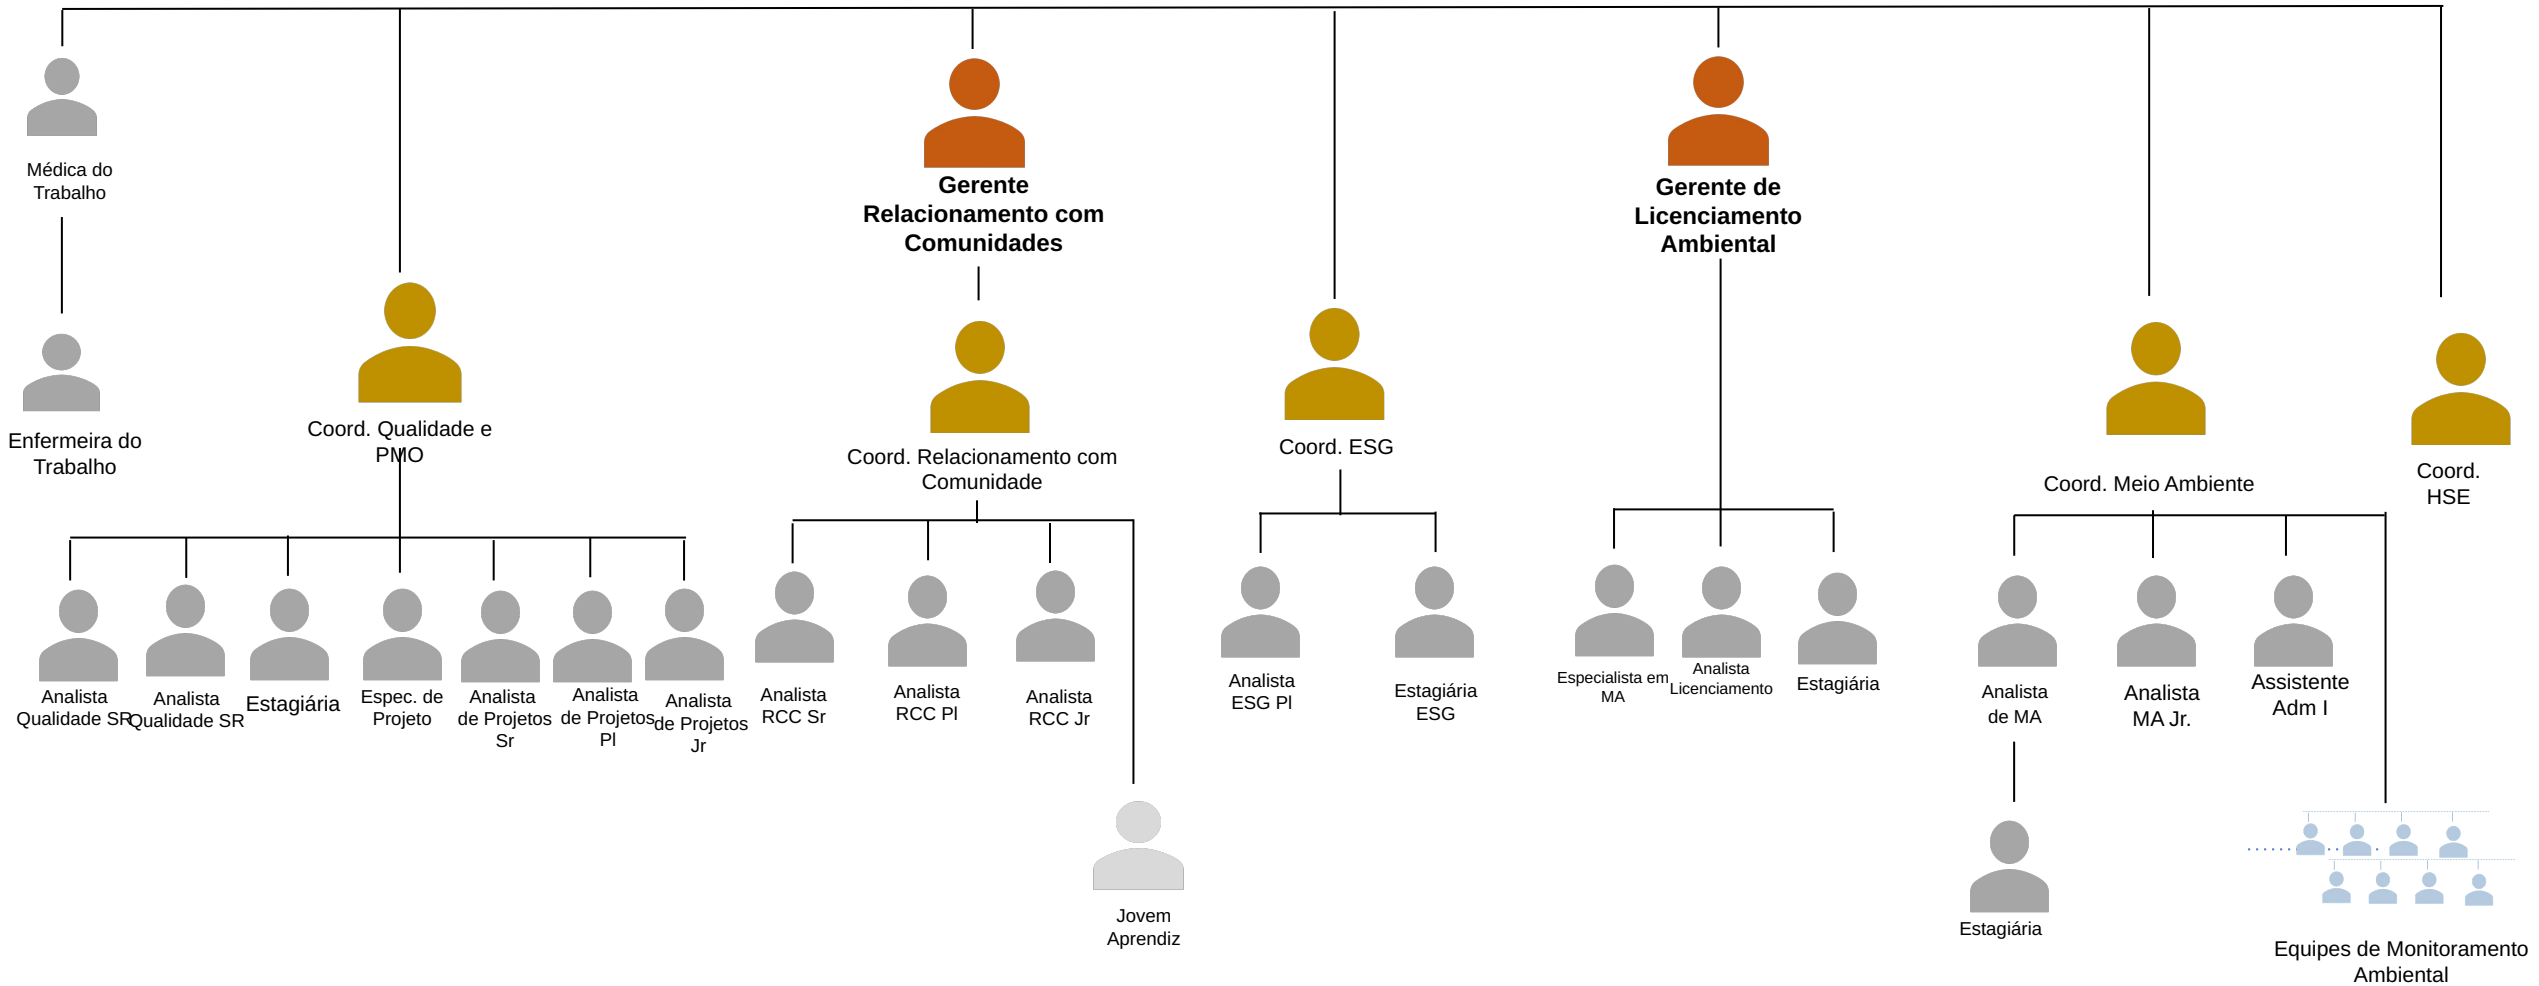 Médica do
Trabalho
Gerente
Relacionamento com
Comunidades
Gerente de
Licenciamento
Ambiental
Enfermeira do
Trabalho
Coord. Qualidade e
PMO
Coord. Relacionamento com
Comunidade
Coord. ESG
Coord. Meio Ambiente
Coord.
HSE
Analista
Qualidade SR
Analista
Qualidade SR
Estagiária
Espec. de
Projeto
Analista
de Projetos
Sr
Analista
de Projetos
Pl
Analista
de Projetos
Jr
Analista
RCC Sr
Analista
RCC Pl
Analista
RCC Jr
Analista
ESG Pl
Estagiária
ESG
Especialista em
MA
Analista
Licenciamento
Estagiária
Analista
de MA
Analista
MA Jr.
Assistente
Adm I
Jovem
Aprendiz
Estagiária
Equipes de Monitoramento
Ambiental